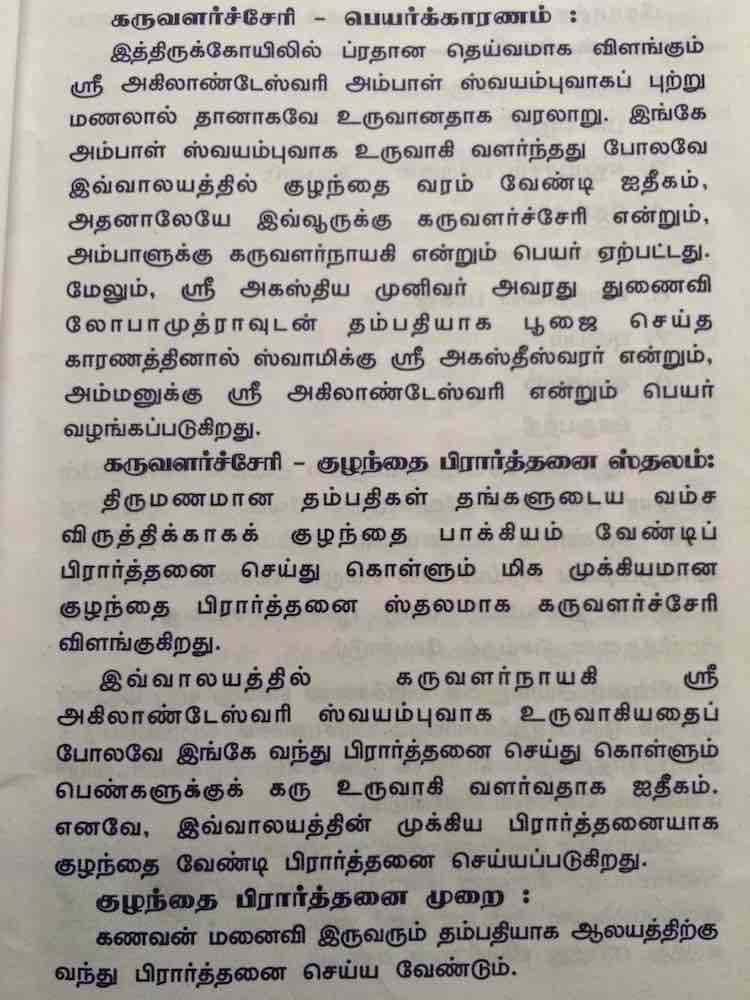 கருவளர்ச்சேரி - பெயர்க்காரணம் :
இத்திருக்கோயிலில் ப்ரதான தெய்வமாக விளங்கும்
ஸ்ரீ அகிலாண்டேஸ்வரி அம்பாள் ஸ்வயம்புவாகப் புற்று
மணலால் தானாகவே உருவானதாக வரலாறு. இங்கே
அம்பாள் ஸ்வயம்புவாக உருவாகி வளர்ந்தது போலவே
இவ்வாலயத்தில் குழந்தை வரம் வேண்டி ஐதீகம்,
அதனாலேயே இவ்வூருக்கு கருவளர்ச்சேரி என்றும்,
அம்பாளுக்கு கருவளர்நாயகி என்றும் பெயர் ஏற்பட்டது.
மேலும், ஸ்ரீ அகஸ்திய முனிவர் அவரது துணைவி
லோபாமுத்ராவுடன் தம்பதியாக பூஜை செய்த
காரணத்தினால் ஸ்வாமிக்கு ஸ்ரீ அகஸ்தீஸ்வரர் என்றும்,
அம்மனுக்கு ஸ்ரீ அகிலாண்டேஸ்வரி என்றும் பெயர்
வழங்கப்படுகிறது.
கருவளர்ச்சேரி - குழந்தை பிரார்த்தனை ஸ்தலம்:
திருமணமான தம்பதிகள் தங்களுடைய வம்ச
விருத்திக்காகக் குழந்தை பாக்கியம் வேண்டிப்
பிரார்த்தனை செய்து கொள்ளும் மிக முக்கியமான
குழந்தை பிரார்த்தனை ஸ்தலமாக கருவளர்ச்சேரி
விளங்குகிறது.
இவ்வாலயத்தில் கருவளர்நாயகி ஸ்ரீ
அகிலாண்டேஸ்வரி ஸ்வயம்புவாக உருவாகியதைப்
போலவே இங்கே வந்து பிரார்த்தனை செய்து கொள்ளும்
பெண்களுக்குக் கரு உருவாகி வளர்வதாக ஐதீகம்.
எனவே, இவ்வாலயத்தின் முக்கிய பிரார்த்தனையாக
குழந்தை வேண்டி பிரார்த்தனை செய்யப்படுகிறது.
குழந்தை பிரார்த்தனை முறை :
கணவன் மனைவி இருவரும் தம்பதியாக ஆலயத்திற்கு
வந்து பிரார்த்தனை செய்ய வேண்டும்.